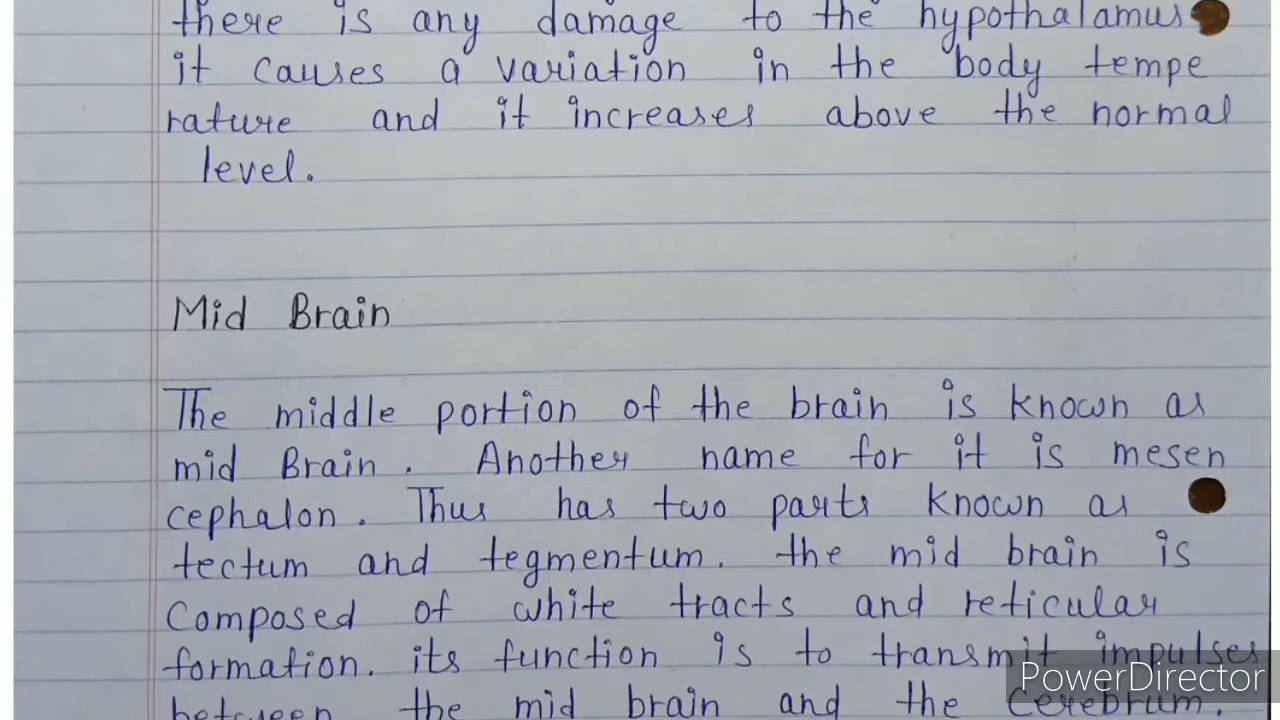 there is any damage to the hypothalamus
it causes a variation in the body tempe
rature and it increases above the normal
level.
Mid Brain
The middle portion of the brain is known as
mid Brain. Another name for it is mesen
cephalon. Thus has two parts known as
tectum and tegmentum. the mid brain is
Composed of white tracts and reticular
formation. its function is to transmit impulses
between the mid brain and the Cerebrum.
PowerDirector